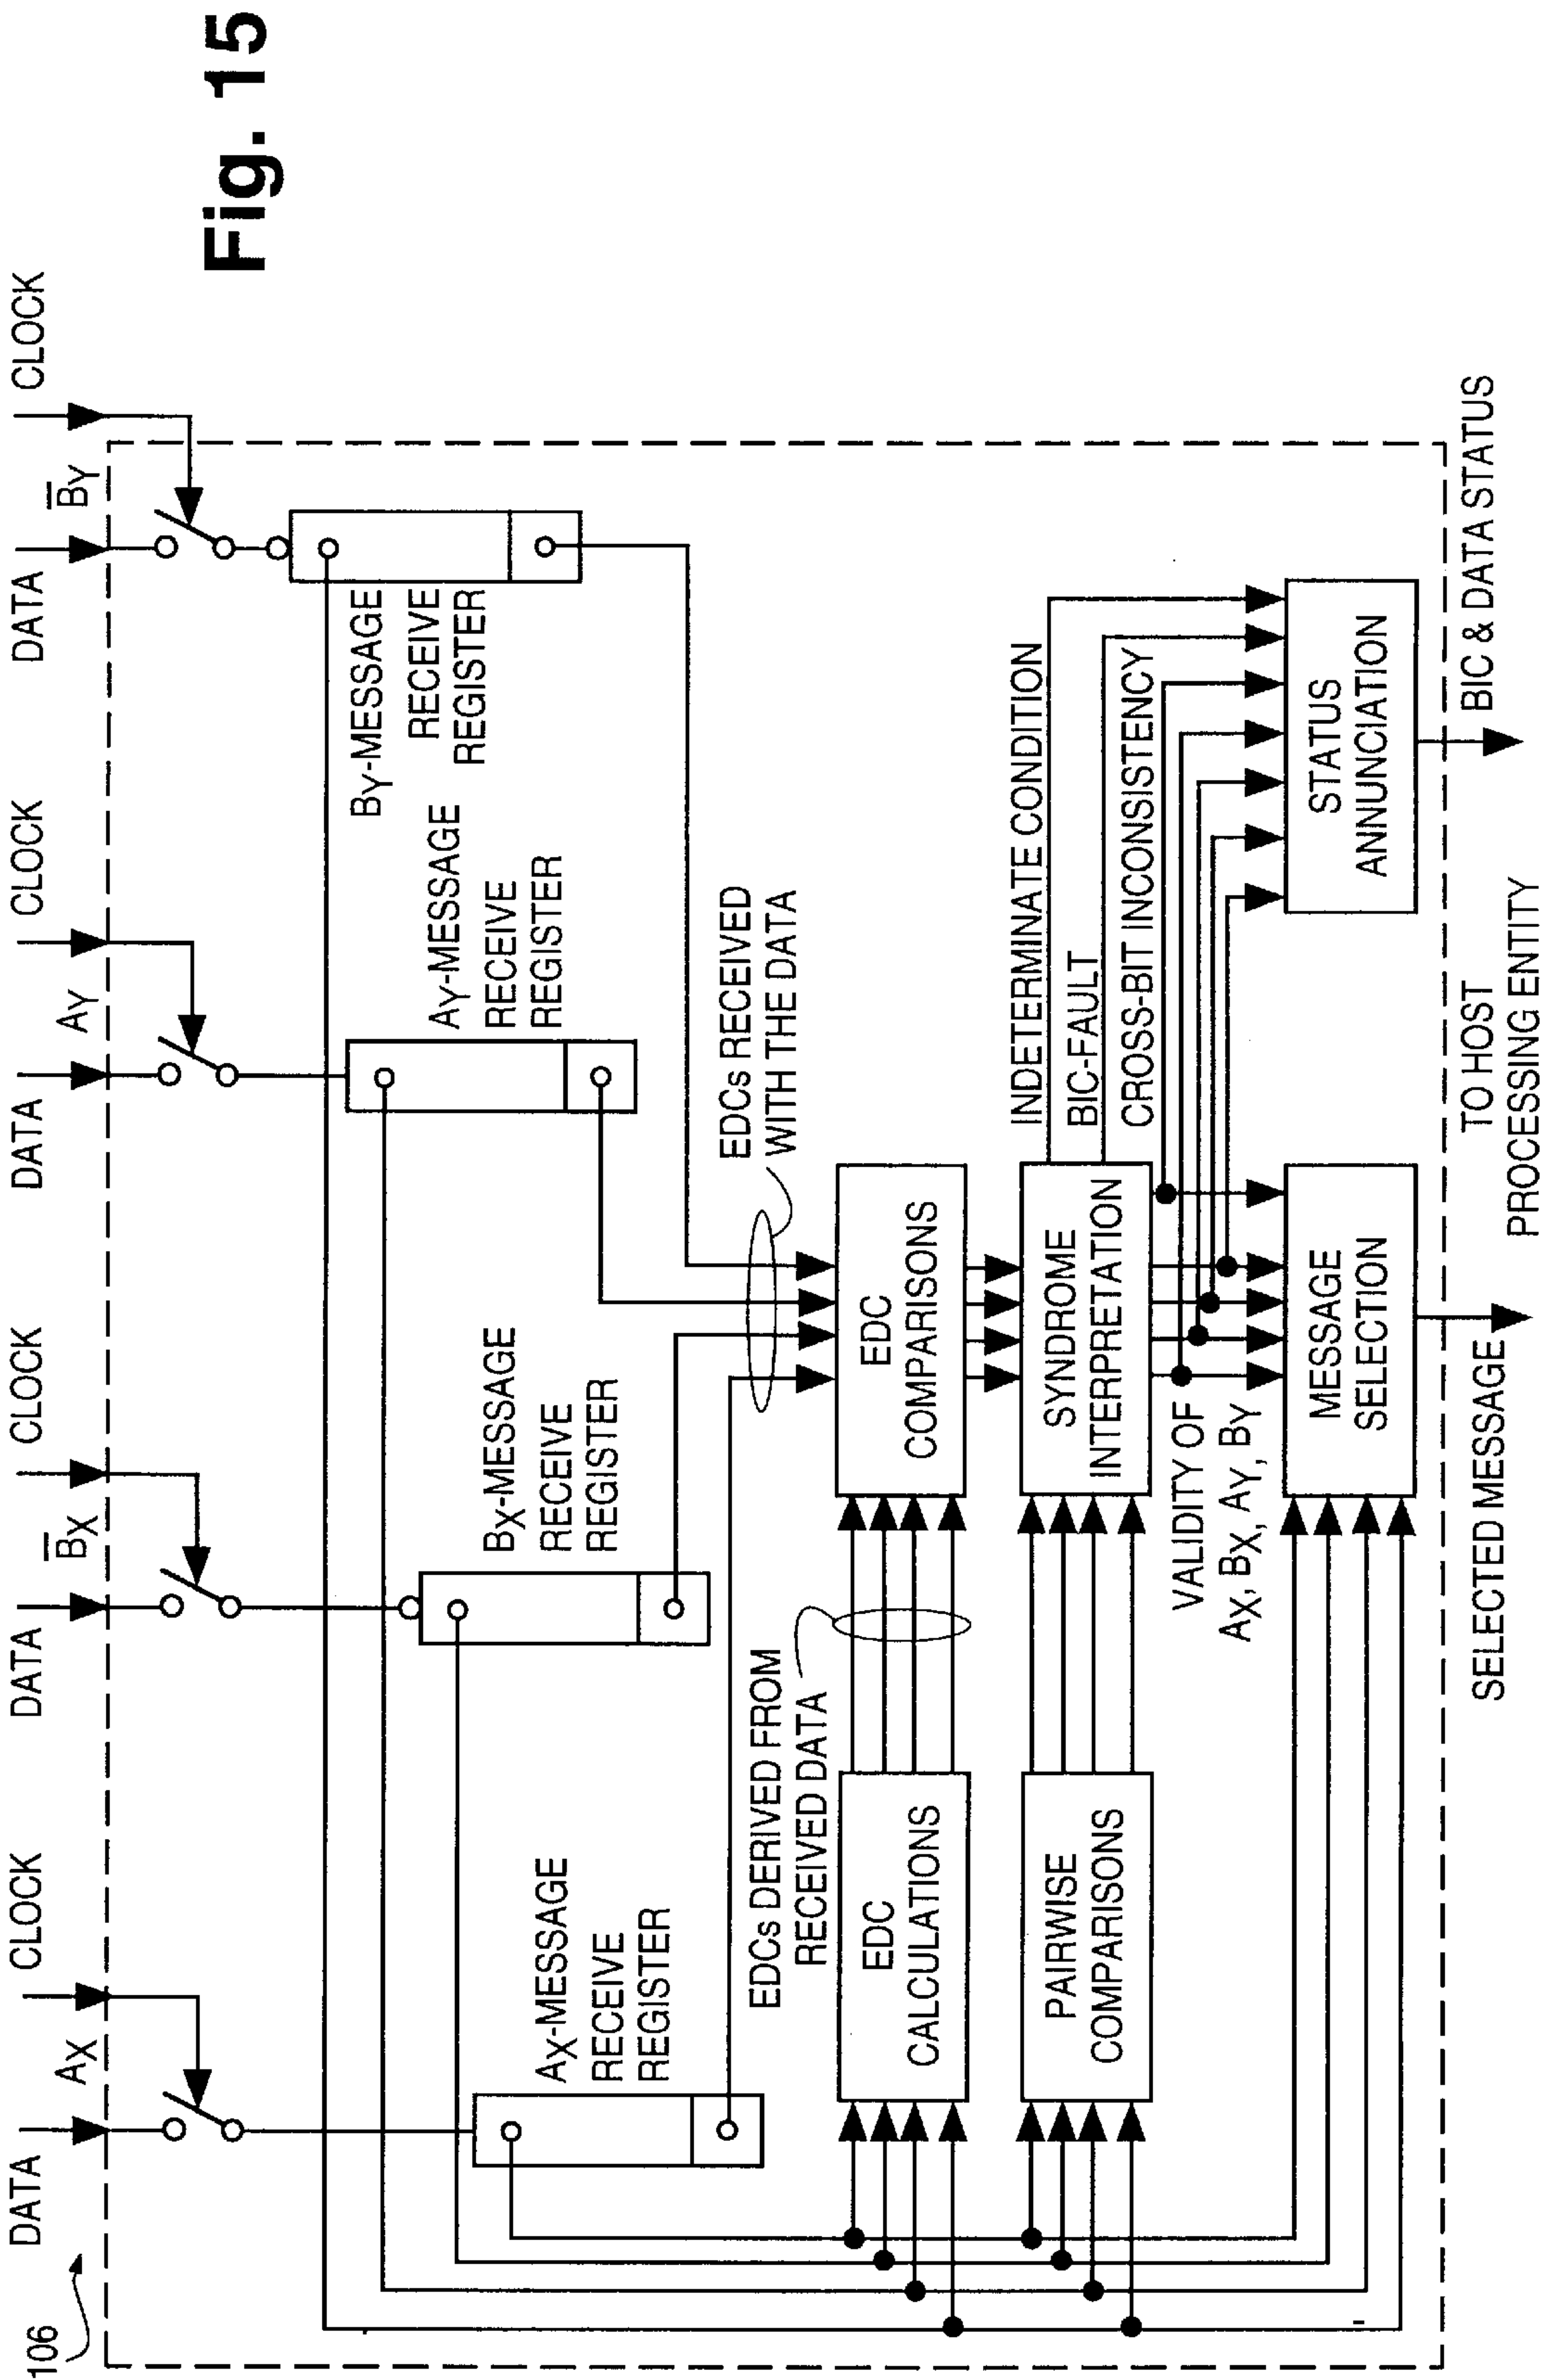 Fig. 15
106
DATA
A̅X
CLOCK
DATA
B̅X
CLOCK
DATA
AY
CLOCK
DATA
B̅Y
CLOCK
AX-MESSAGE
RECEIVE
REGISTER
BX-MESSAGE
RECEIVE
REGISTER
AY-MESSAGE
RECEIVE
REGISTER
BY-MESSAGE
RECEIVE
REGISTER
EDCs DERIVED FROM
RECEIVED DATA
EDCs RECEIVED
WITH THE DATA
EDC
CALCULATIONS
EDC
COMPARISONS
PAIRWISE
COMPARISONS
SYNDROME
INTERPRETATION
INDETERMINATE CONDITION
BIC-FAULT
CROSS-BIT INCONSISTENCY
VALIDITY OF
AX, BX, AY, BY
MESSAGE
SELECTION
STATUS
ANNUNCIATION
SELECTED MESSAGE
TO HOST
PROCESSING ENTITY
BIC & DATA STATUS